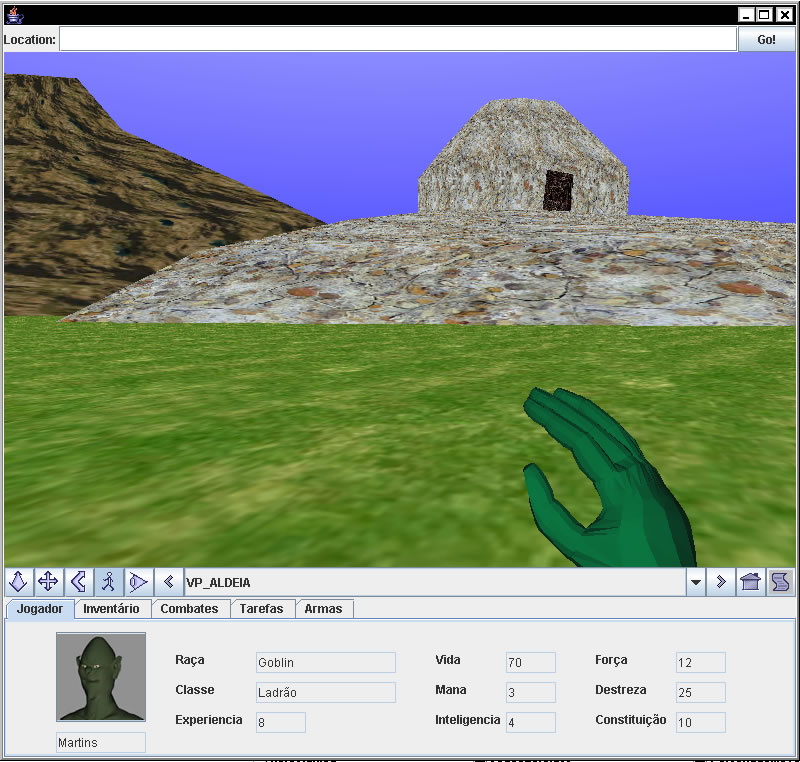 Location:
Go!
VP_ALDEIA
Jogador Inventário Combates Tarefas Armas
Raça Goblin Vida 70 Força 12
Classe Ladrão Mana 3 Destreza 25
Experiencia 8 Inteligencia 4 Constituição 10
Martins